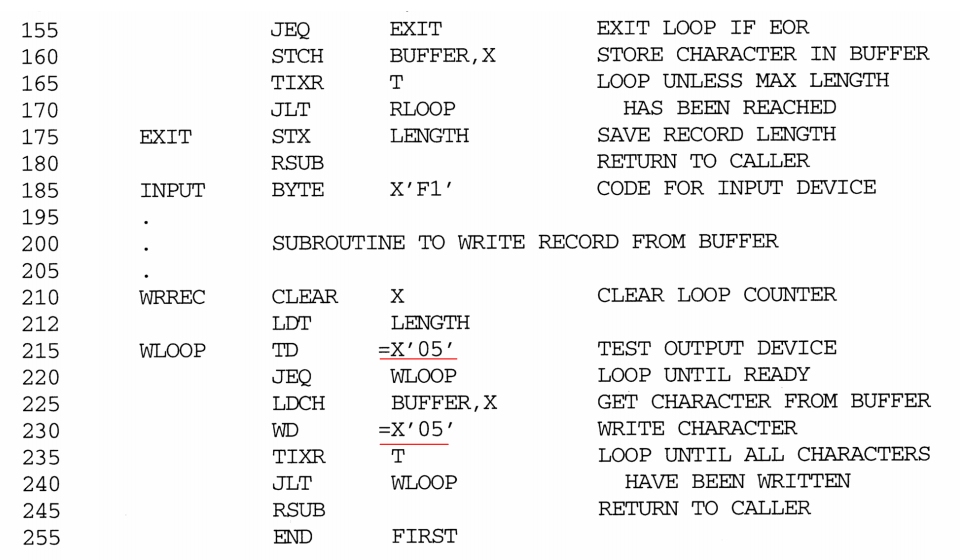 155 JEQ EXIT EXIT LOOP IF EOR
160 STCH BUFFER,X STORE CHARACTER IN BUFFER
165 TIXR T LOOP UNLESS MAX LENGTH
170 JLT RLOOP HAS BEEN REACHED
175 EXIT STX LENGTH SAVE RECORD LENGTH
180 RSUB RETURN TO CALLER
185 INPUT BYTE X'F1' CODE FOR INPUT DEVICE
195 .
200 . SUBROUTINE TO WRITE RECORD FROM BUFFER
205 .
210 WRREC CLEAR X CLEAR LOOP COUNTER
212 LDT LENGTH
215 WLOOP TD =X'05' TEST OUTPUT DEVICE
220 JEQ WLOOP LOOP UNTIL READY
225 LDCH BUFFER,X GET CHARACTER FROM BUFFER
230 WD =X'05' WRITE CHARACTER
235 TIXR T LOOP UNTIL ALL CHARACTERS
240 JLT WLOOP HAVE BEEN WRITTEN
245 RSUB RETURN TO CALLER
255 END FIRST